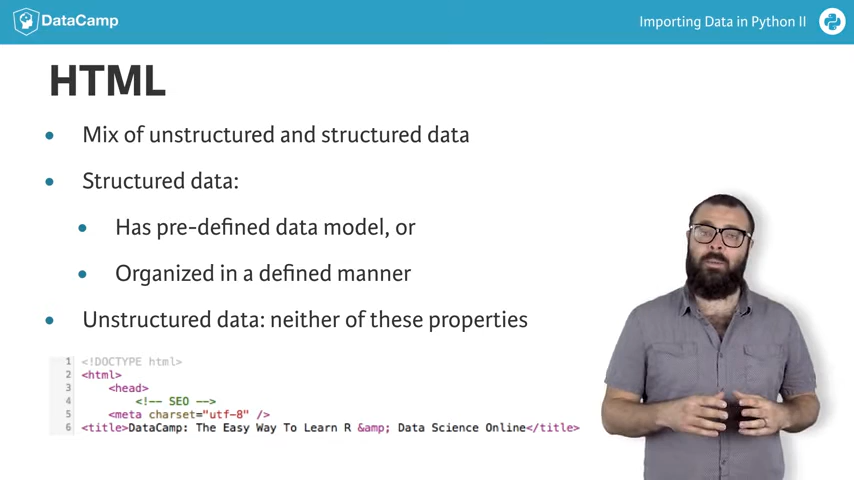 DataCamp
Importing Data in Python II
HTML
• Mix of unstructured and structured data
• Structured data:
• Has pre-defined data model, or
• Organized in a defined manner
• Unstructured data: neither of these properties
1 <!DOCTYPE html>
2 <html>
3 <head>
4 <!-- SEO -->
5 <meta charset="utf-8" />
6 <title>DataCamp: The Easy Way To Learn R &amp; Data Science Online</title>